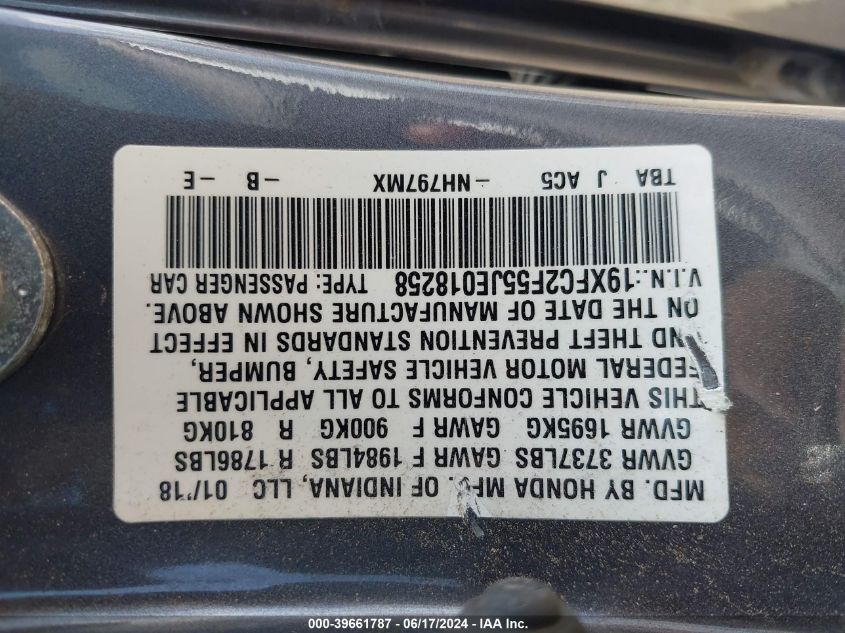 MFD. BY HONDA MFG. OF INDIANA, LLC 01/'18
GVWR 3737LBS GAWR F 1984LBS R 1786LBS
GVWR 1695KG GAWR F 900KG R 810KG
THIS VEHICLE CONFORMS TO ALL APPLICABLE
FEDERAL MOTOR VEHICLE SAFETY, BUMPER,
AND THEFT PREVENTION STANDARDS IN EFFECT
ON THE DATE OF MANUFACTURE SHOWN ABOVE.
V.I.N.:19XFC2F55JE018258 TYPE: PASSENGER CAR
TBA J AC5 -NH797MX -B -E
000-39661787 - 06/17/2024 - IAA Inc.